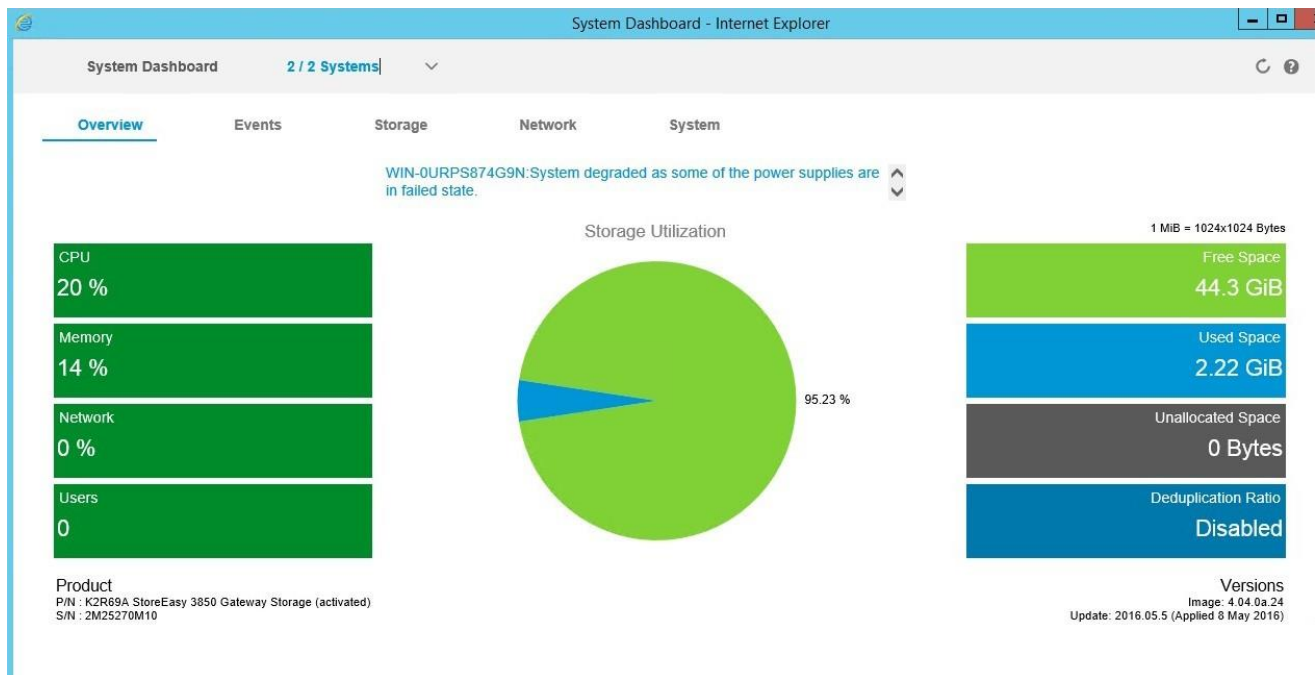 System Dashboard - Internet Explorer
System Dashboard 2 / 2 Systems
Overview Events Storage Network System
WIN-0URPS874G9N:System degraded as some of the power supplies are
in failed state.
Storage Utilization
1 MiB = 1024x1024 Bytes
CPU
20 %
Memory
14 %
Network
0 %
Users
0
95.23 %
Free Space
44.3 GiB
Used Space
2.22 GiB
Unallocated Space
0 Bytes
Deduplication Ratio
Disabled
Product
P/N : K2R69A StoreEasy 3850 Gateway Storage (activated)
S/N : 2M25270M10
Versions
Image: 4.04.0a.24
Update: 2016.05.5 (Applied 8 May 2016)